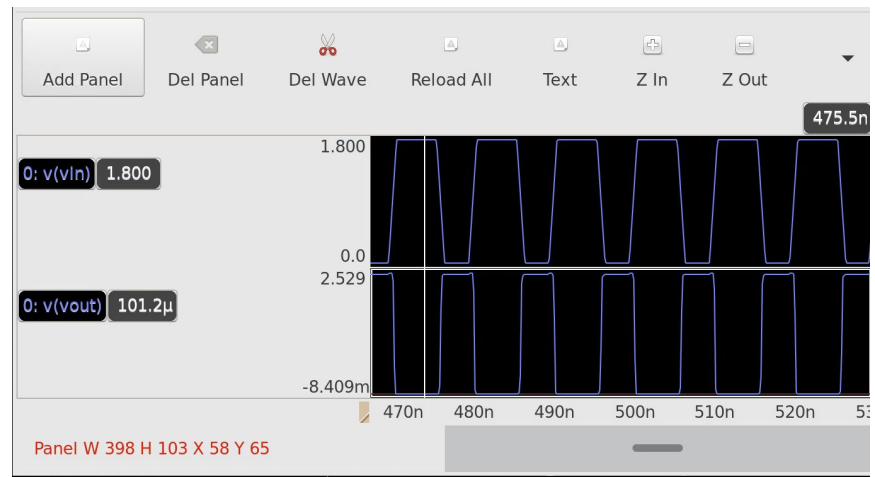 Add Panel Del Panel Del Wave Reload All Text Z In Z Out
475.5n
1.800
0: v(vin) 1.800
0.0
2.529
0: v(vout) 101.2µ
-8.409m
470n 480n 490n 500n 510n 520n 53
Panel W 398 H 103 X 58 Y 65